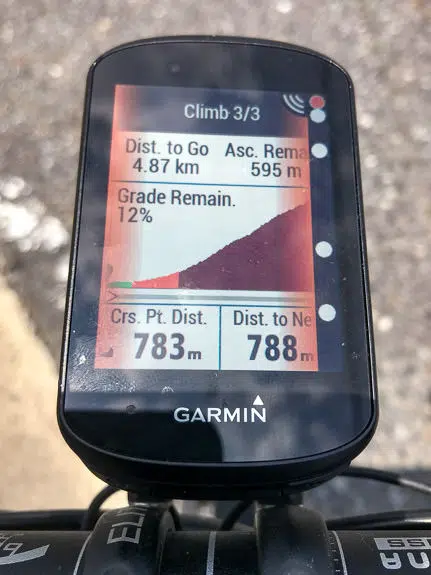 Climb 3/3
Dist. to Go Asc. Rema
4.87 km 595 m
Grade Remain.
12%
Crs. Pt. Dist. Dist. to Ne
783m 788m
GARMIN